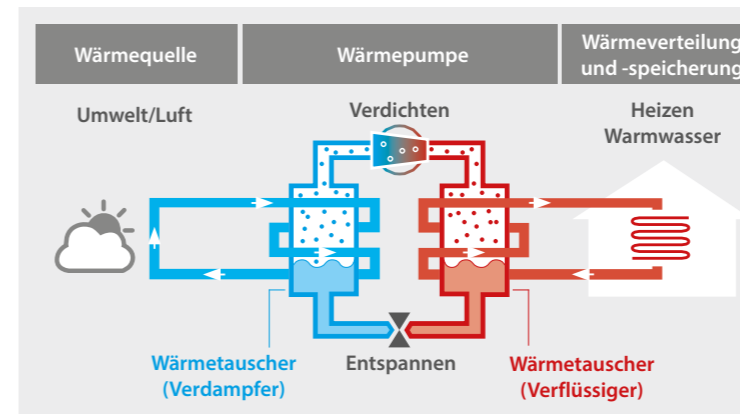 Wärmequelle
Wärmepumpe
Wärmeverteilung
und -speicherung
Umwelt/Luft
Verdichten
Heizen
Warmwasser
Wärmetauscher
(Verdampfer)
Entspannen
Wärmetauscher
(Verflüssiger)